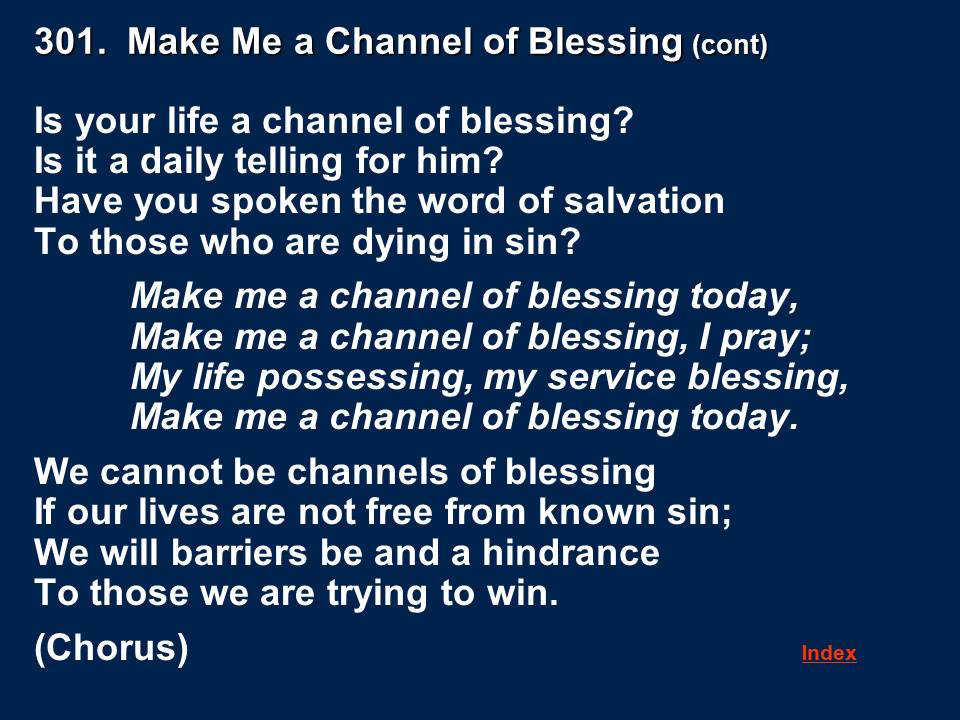 301. Make Me a Channel of Blessing (cont)
Is your life a channel of blessing?
Is it a daily telling for him?
Have you spoken the word of salvation
To those who are dying in sin?
Make me a channel of blessing today,
Make me a channel of blessing, I pray;
My life possessing, my service blessing,
Make me a channel of blessing today.
We cannot be channels of blessing
If our lives are not free from known sin;
We will barriers be and a hindrance
To those we are trying to win.
(Chorus)
Index